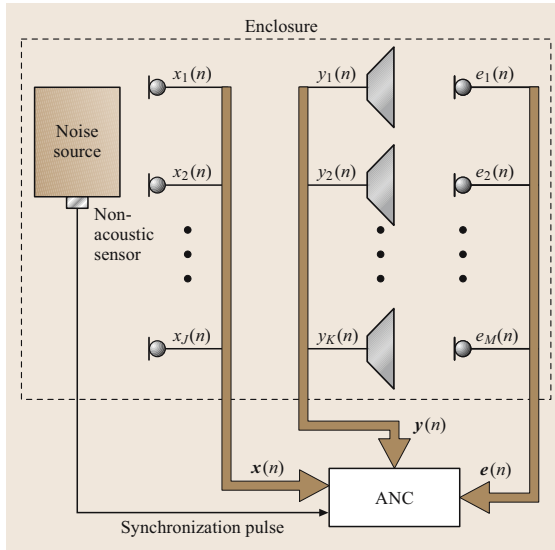 Enclosure
x1(n)
y1(n)
e1(n)
Noise
source
x2(n)
y2(n)
e2(n)
Non-
acoustic
sensor
xJ(n)
yK(n)
eM(n)
y(n)
x(n)
e(n)
ANC
Synchronization pulse